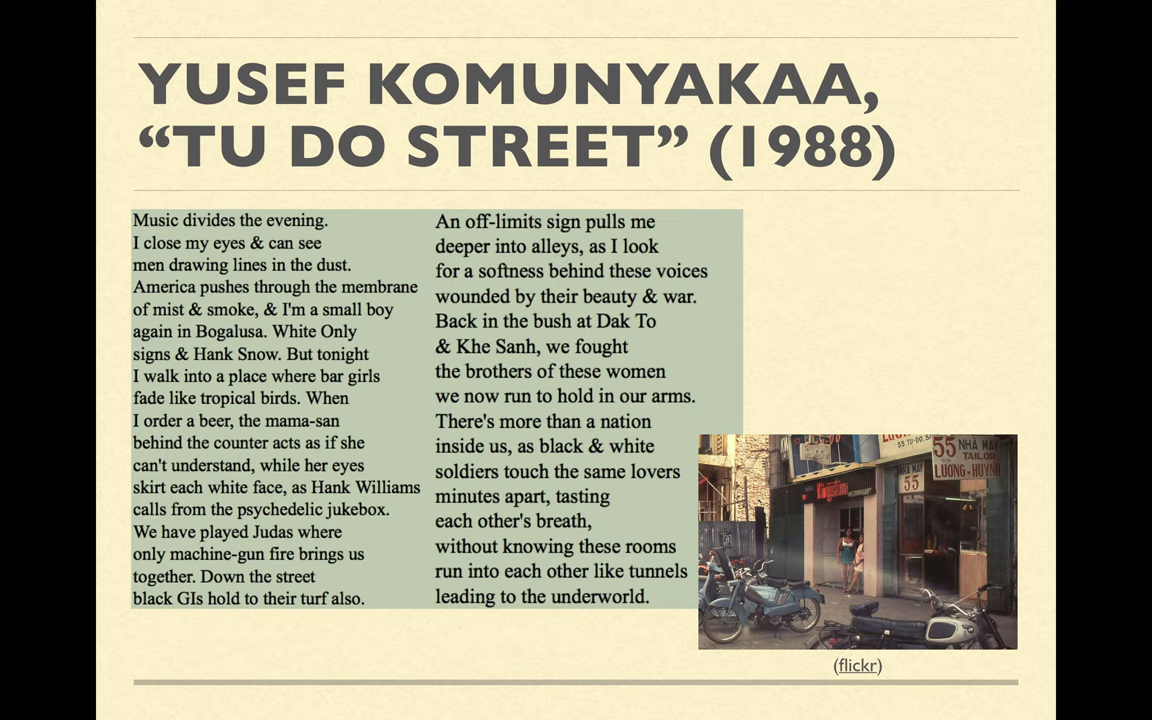 YUSEF KOMUNYAKAA,
“TU DO STREET” (1988)
Music divides the evening.
I close my eyes & can see
men drawing lines in the dust.
America pushes through the membrane
of mist & smoke, & I'm a small boy
again in Bogalusa. White Only
signs & Hank Snow. But tonight
I walk into a place where bar girls
fade like tropical birds. When
I order a beer, the mama-san
behind the counter acts as if she
can't understand, while her eyes
skirt each white face, as Hank Williams
calls from the psychedelic jukebox.
We have played Judas where
only machine-gun fire brings us
together. Down the street
black GIs hold to their turf also.
An off-limits sign pulls me
deeper into alleys, as I look
for a softness behind these voices
wounded by their beauty & war.
Back in the bush at Dak To
& Khe Sanh, we fought
the brothers of these women
we now run to hold in our arms.
There's more than a nation
inside us, as black & white
soldiers touch the same lovers
minutes apart, tasting
each other's breath,
without knowing these rooms
run into each other like tunnels
leading to the underworld.
55 NHÀ MAY
TAILOR
LUONG-HUYNH
NHÀ MAY
55
(flickr)